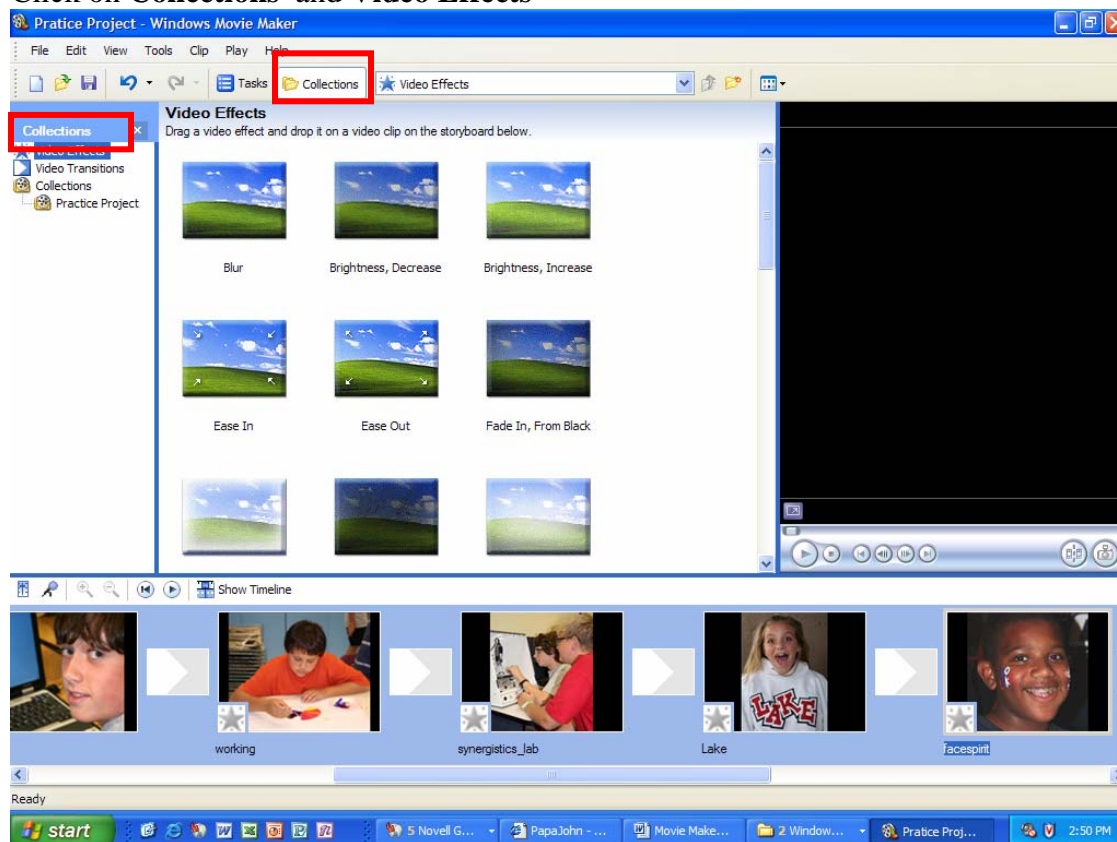 Click on Collections and Video Effects
Pratice Project - Windows Movie Maker
File Edit View Tools Clip Play Help
Tasks Collections Video Effects
Collections
Video Effects
Video Transitions
Collections
Practice Project
Video Effects
Drag a video effect and drop it on a video clip on the storyboard below.
Blur Brightness, Decrease Brightness, Increase
Ease In Ease Out Fade In, From Black
Show Timeline
LAKE
working synergistics_lab Lake facespirit
Ready
start 5 Novell G... PapaJohn - ... Movie Make... 2 Window... Pratice Proj... 2:50 PM